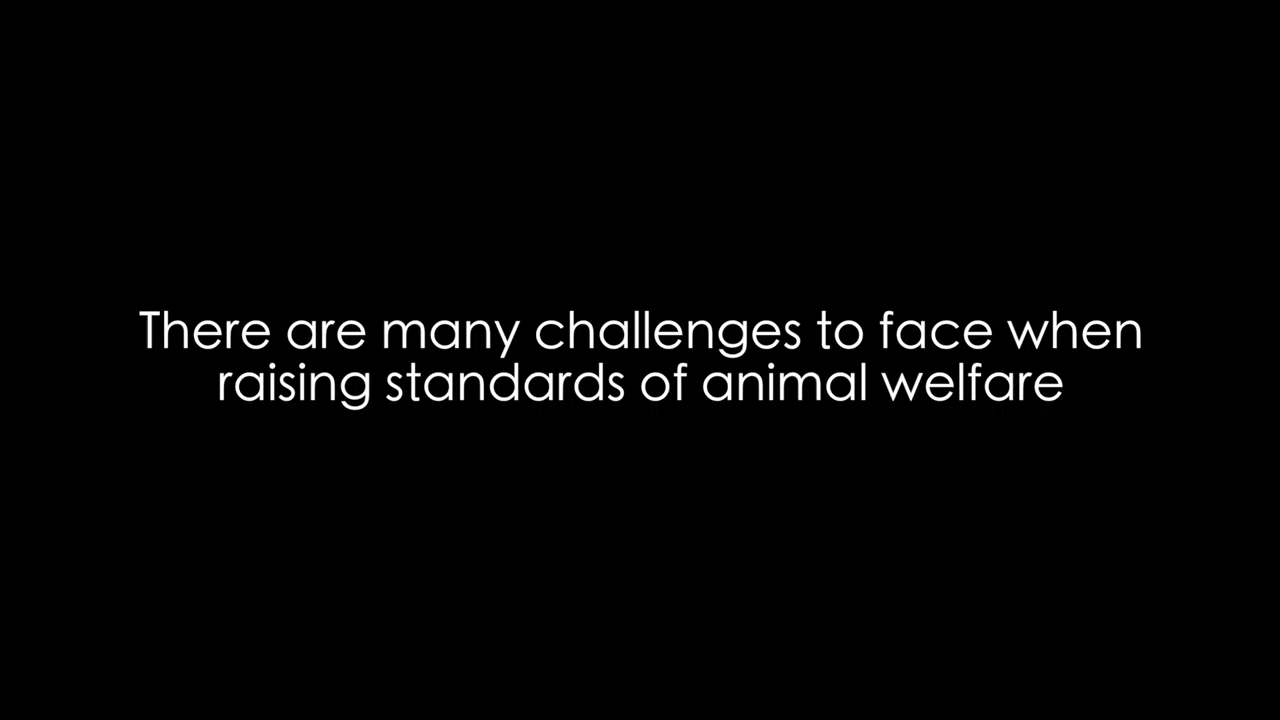 There are many challenges to face when
raising standards of animal welfare